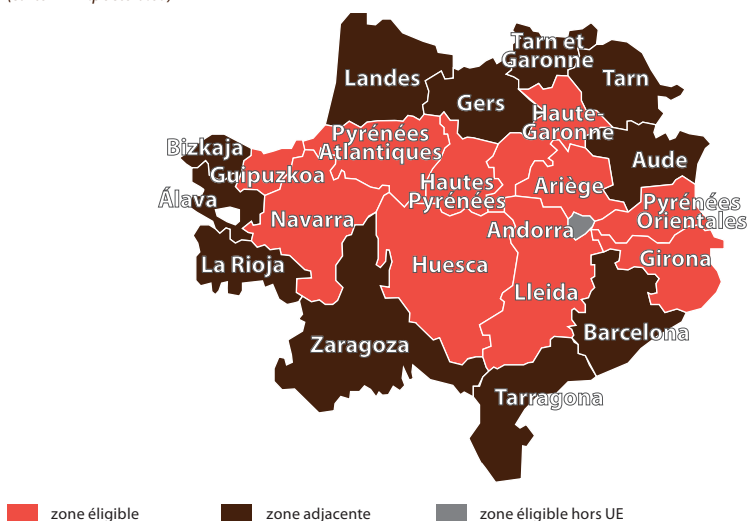 Tarn et
Garonne
Landes
Tarn
Gers
Haute-
Garonne
Pyrénées
Atlantiques
Bizkaja
Aude
Guipuzkoa
Hautes
Pyrénées
Ariège
Álava
Pyrénées
Orientales
Navarra
Andorra
La Rioja
Huesca
Girona
Lleida
Barcelona
Zaragoza
Tarragona
zone éligible
zone adjacente
zone éligible hors UE